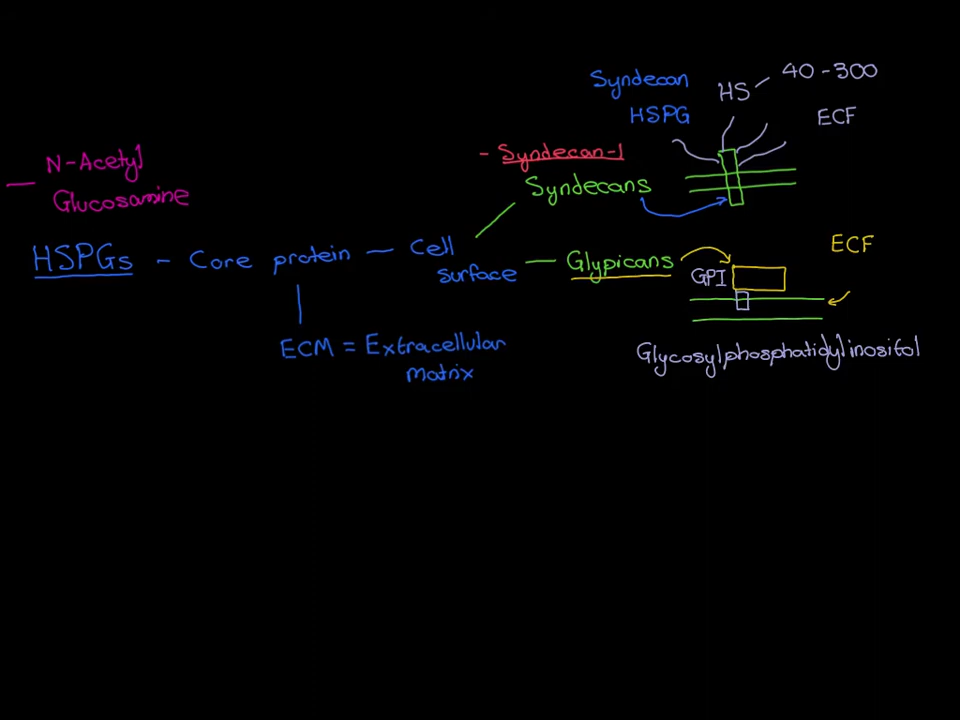 Syndecan
HS - 40-300
HSPG
ECF
- Syndecan-1
N-Acetyl
Glucosamine
Syndecans
HSPGs - Core protein - Cell
surface
- Glypicans
ECF
GPI
ECM = Extracellular
matrix
Glycosylphosphatidylinositol